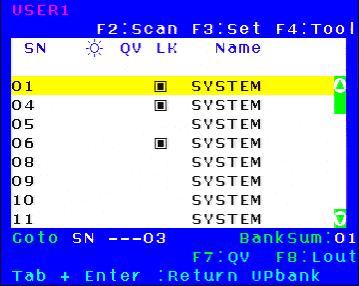 USER1
F2:Scan F3:Set F4:Tool
SN QV LK Name
01 SYSTEM
04 SYSTEM
05 SYSTEM
06 SYSTEM
08 SYSTEM
09 SYSTEM
10 SYSTEM
11 SYSTEM
Goto SN ---03 BankSum:01
F7:QV F8:Lout
Tab + Enter :Return UPbank